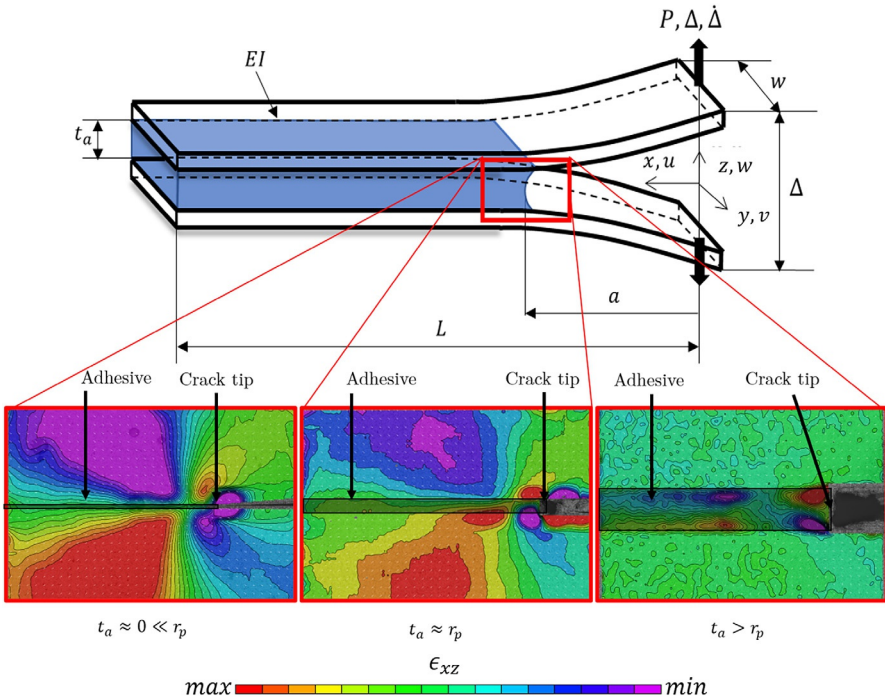 P, Δ, Δ̇
EI
w
t_a
x, u
z, w
Δ
y, v
a
L
Adhesive
Crack tip
Adhesive
Crack tip
Adhesive
Crack tip
t_a ≈ 0 ≪ r_p
t_a ≈ r_p
t_a > r_p
ϵ_xz
max
min